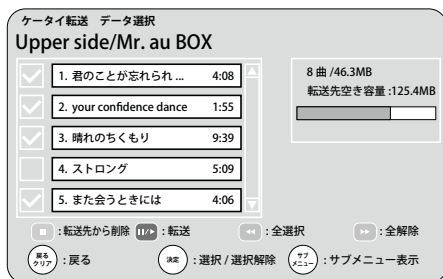 ケータイ転送 データ選択
Upper side/Mr. au BOX
1. 君のことが忘れられ ... 4:08
2. your confidence dance 1:55
3. 晴れのちくもり 9:39
4. ストロング 5:09
5. また会うときには 4:06
8 曲 /46.3MB
転送先空き容量 :125.4MB
: 転送先から削除 : 転送 : 全選択 : 全解除
戻る
クリア : 戻る 決定 : 選択 / 選択解除 サブ
メニュー : サブメニュー表示